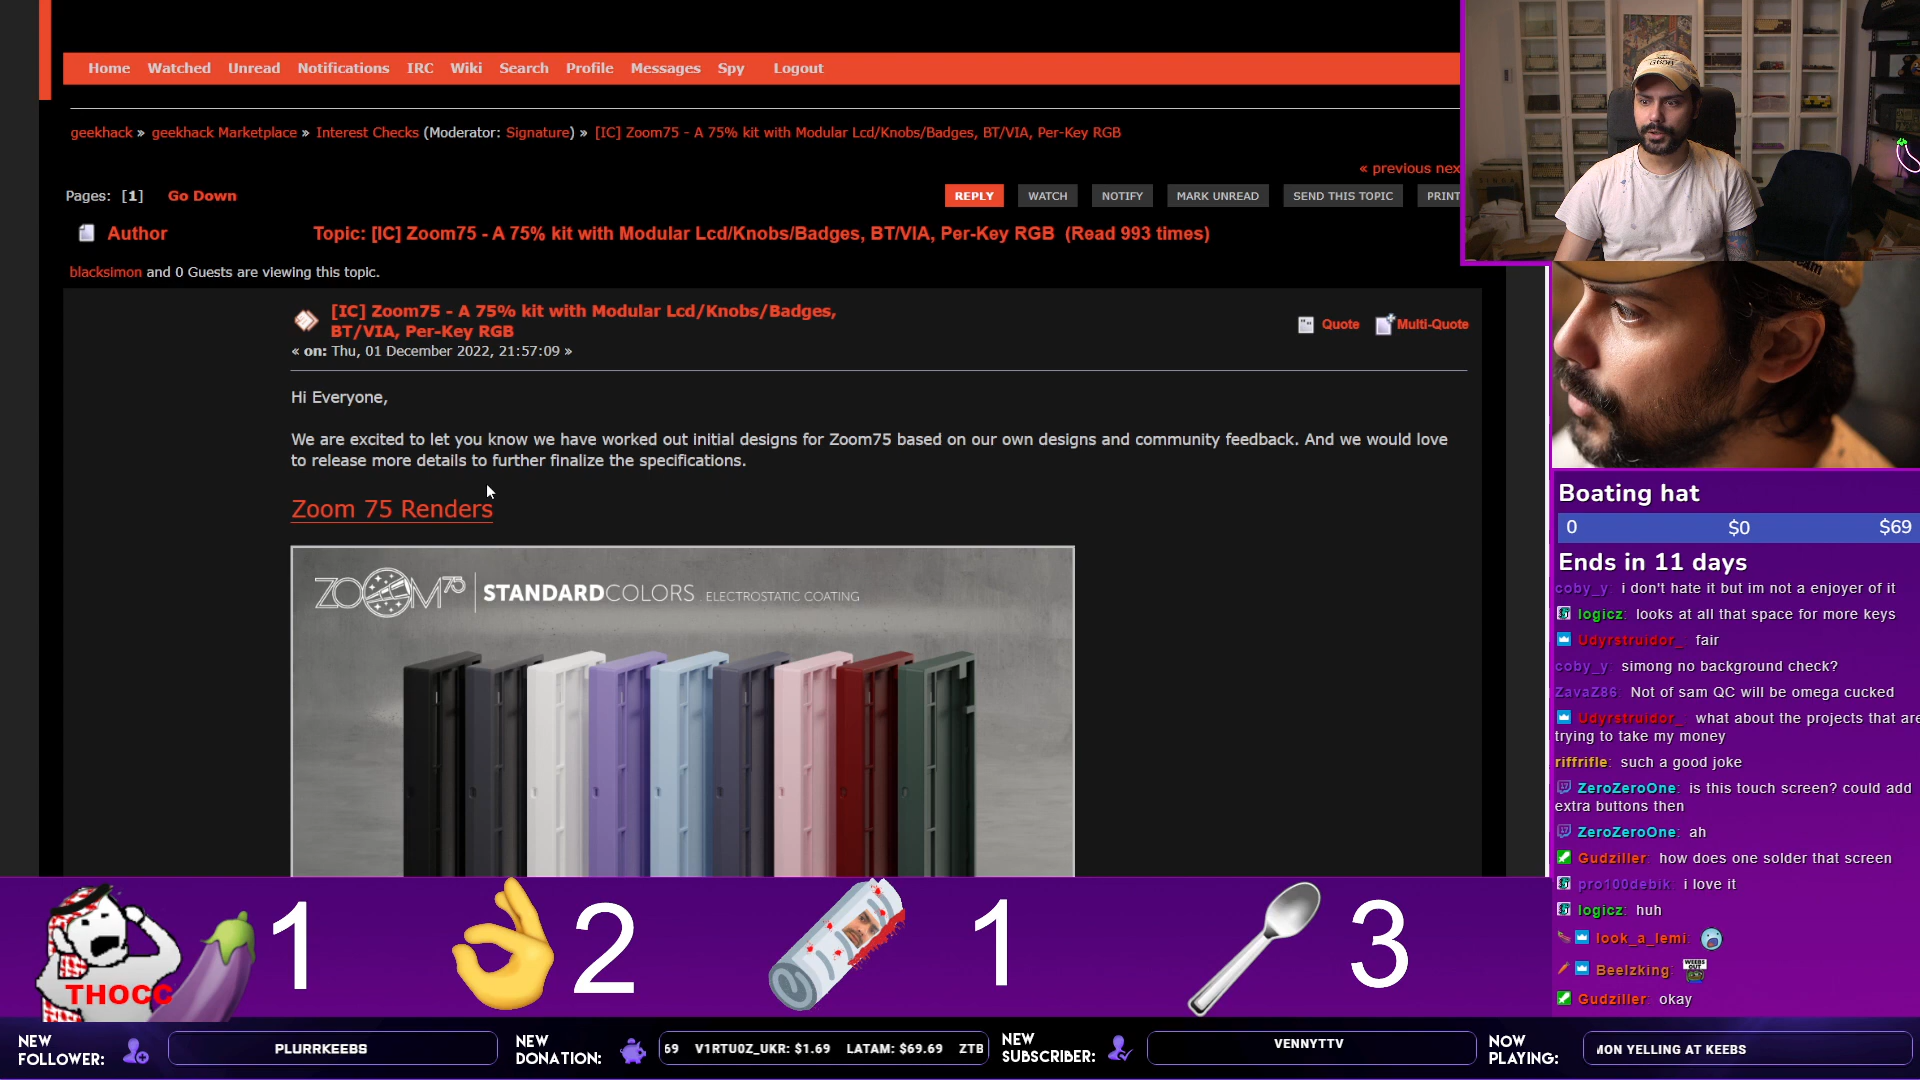 Home Watched Unread Notifications IRC Wiki Search Profile Messages Spy Logout
geekhack » geekhack Marketplace » Interest Checks (Moderator: Signature) » [IC] Zoom75 - A 75% kit with Modular Lcd/Knobs/Badges, BT/VIA, Per-Key RGB
« previous nex
Pages: [1] Go Down
REPLY WATCH NOTIFY MARK UNREAD SEND THIS TOPIC PRINT
Author Topic: [IC] Zoom75 - A 75% kit with Modular Lcd/Knobs/Badges, BT/VIA, Per-Key RGB (Read 993 times)
blacksimon and 0 Guests are viewing this topic.
[IC] Zoom75 - A 75% kit with Modular Lcd/Knobs/Badges,
BT/VIA, Per-Key RGB
Quote Multi-Quote
« on: Thu, 01 December 2022, 21:57:09 »
Hi Everyone,
We are excited to let you know we have worked out initial designs for Zoom75 based on our own designs and community feedback. And we would love
to release more details to further finalize the specifications.
Zoom 75 Renders
ZOOM75 STANDARDCOLORS . ELECTROSTATIC COATING
Boating hat
0 $0 $69
Ends in 11 days
coby_y: i don't hate it but im not a enjoyer of it
logicz: looks at all that space for more keys
Udyrstruidor_ fair
coby_y: simong no background check?
ZavaZ86: Not of sam QC will be omega cucked
Udyrstruidor_ what about the projects that are
trying to take my money
riffrifle: such a good joke
ZeroZeroOne: is this touch screen? could add
extra buttons then
ZeroZeroOne: ah
Gudziller: how does one solder that screen
pro100debik: i love it
logicz: huh
look_a_lemi:
Beelzking:
Gudziller: okay
THOCC 1 2 1 3
NEW
FOLLOWER: PLURRKEEBS
NEW
DONATION: 69 V1RTU0Z_UKR: $1.69 LATAM: $69.69 ZTB
NEW
SUBSCRIBER: VENNYTTV
NOW
PLAYING: MON YELLING AT KEEBS